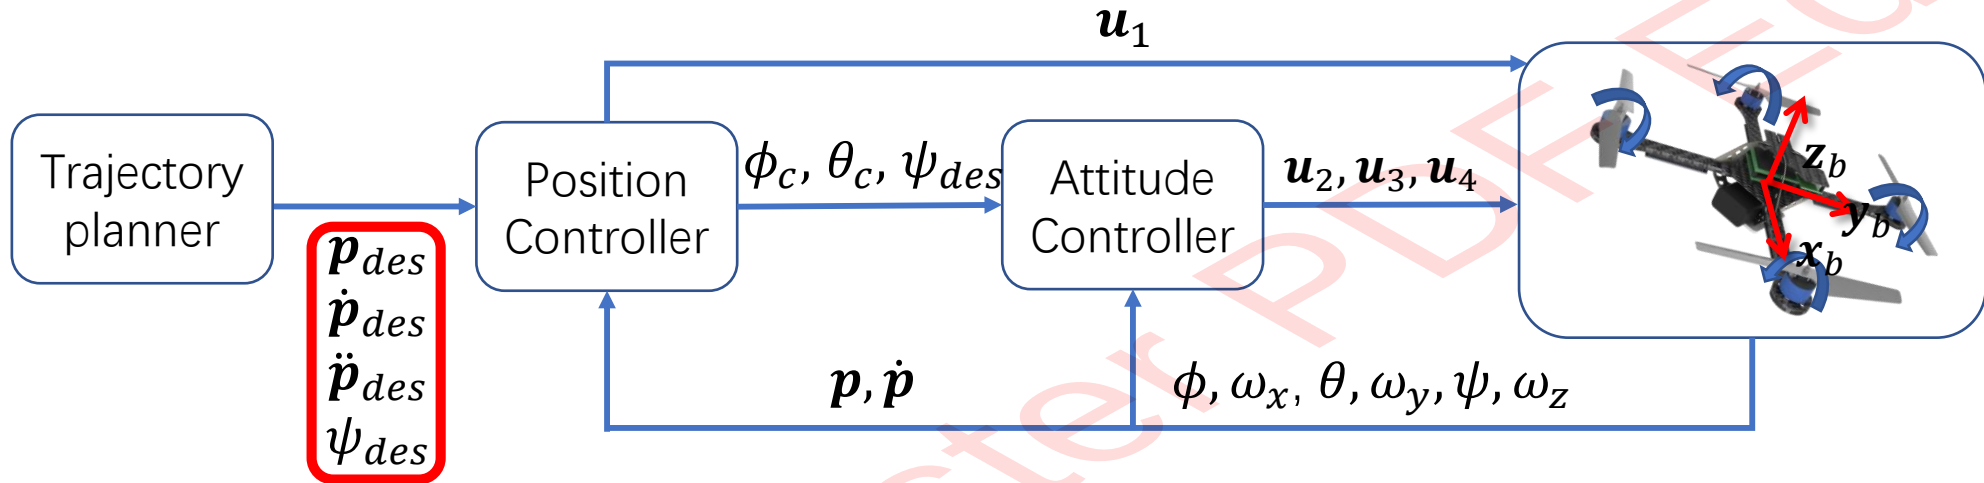 𝒖₁
Trajectory
planner
𝒑_des
𝒑̇_des
𝒑̈_des
ψ_des
Position
Controller
ϕ_c, θ_c, ψ_des
Attitude
Controller
𝒖₂, 𝒖₃, 𝒖₄
𝒛_b
𝒚_b
𝒙_b
𝒑, 𝒑̇
ϕ, ω_x, θ, ω_y, ψ, ω_z